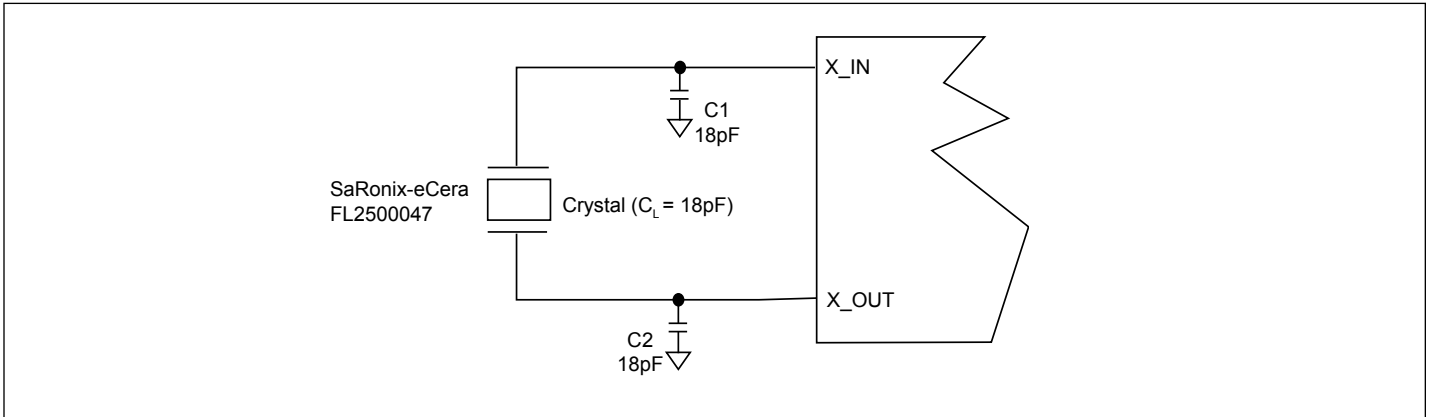 X_IN
C1
18pF
SaRonix-eCera
FL2500047
Crystal (CL = 18pF)
X_OUT
C2
18pF